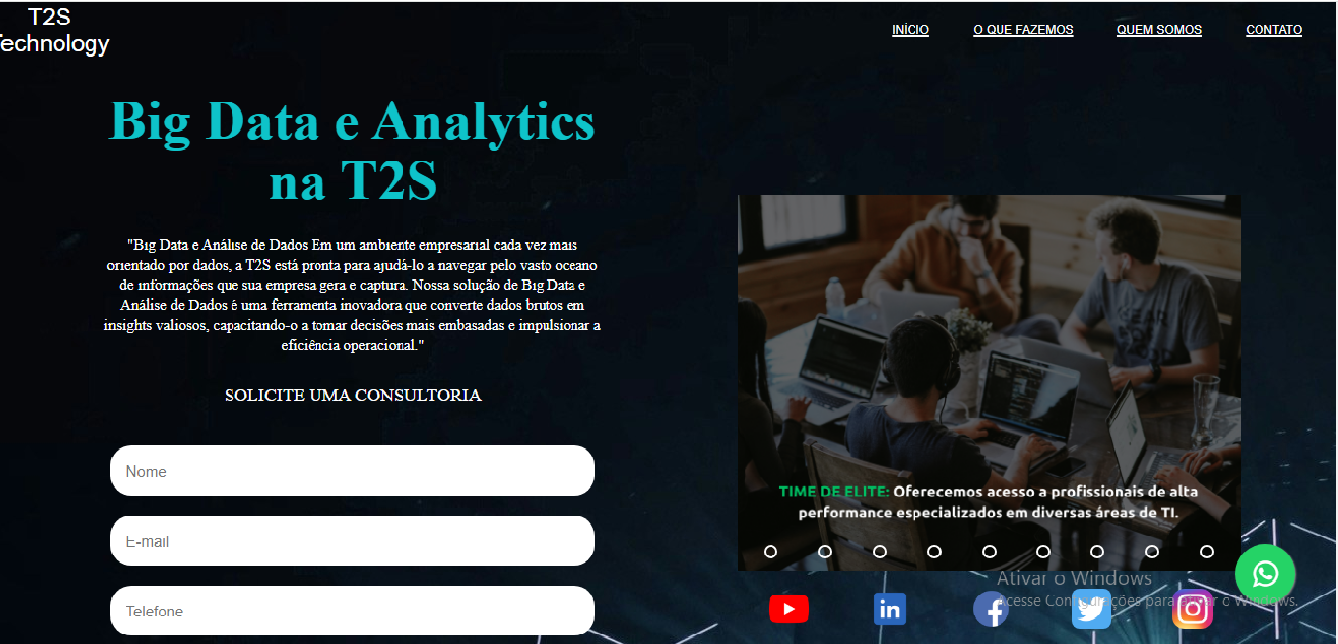 T2S
Technology
INÍCIO
O QUE FAZEMOS
QUEM SOMOS
CONTATO
Big Data e Analytics
na T2S
"Big Data e Análise de Dados Em um ambiente empresarial cada vez mais
orientado por dados, a T2S está pronta para ajudá-lo a navegar pelo vasto oceano
de informações que sua empresa gera e captura. Nossa solução de Big Data e
Análise de Dados é uma ferramenta inovadora que converte dados brutos em
insights valiosos, capacitando-o a tomar decisões mais embasadas e impulsionar a
eficiência operacional."
SOLICITE UMA CONSULTORIA
Nome
E-mail
Telefone
TIME DE ELITE: Oferecemos acesso a profissionais de alta
performance especializados em diversas áreas de TI.
Ativar o Windows
Acesse Configurações para ativar o Windows.
in